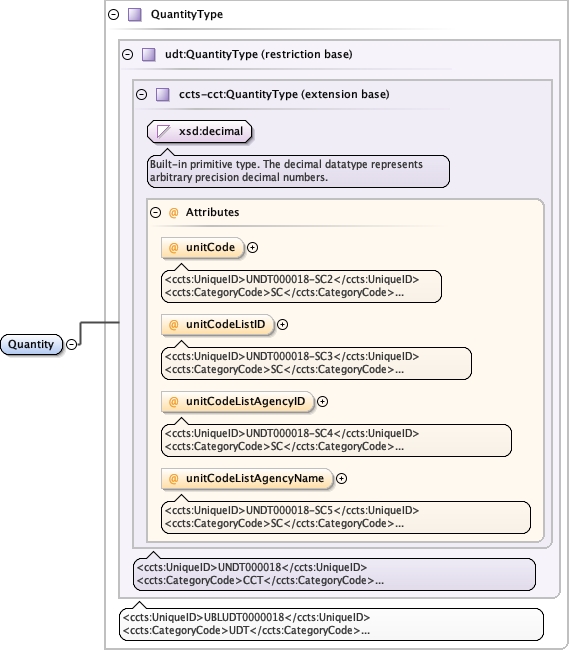 QuantityType
udt:QuantityType (restriction base)
ccts-cct:QuantityType (extension base)
xsd:decimal
Built-in primitive type. The decimal datatype represents
arbitrary precision decimal numbers.
@ Attributes
@ unitCode
<ccts:UniqueID>UNDT000018-SC2</ccts:UniqueID>
<ccts:CategoryCode>SC</ccts:CategoryCode>...
@ unitCodeListID
<ccts:UniqueID>UNDT000018-SC3</ccts:UniqueID>
<ccts:CategoryCode>SC</ccts:CategoryCode>...
Quantity
@ unitCodeListAgencyID
<ccts:UniqueID>UNDT000018-SC4</ccts:UniqueID>
<ccts:CategoryCode>SC</ccts:CategoryCode>...
@ unitCodeListAgencyName
<ccts:UniqueID>UNDT000018-SC5</ccts:UniqueID>
<ccts:CategoryCode>SC</ccts:CategoryCode>...
<ccts:UniqueID>UNDT000018</ccts:UniqueID>
<ccts:CategoryCode>CCT</ccts:CategoryCode>...
<ccts:UniqueID>UBLUDT0000018</ccts:UniqueID>
<ccts:CategoryCode>UDT</ccts:CategoryCode>...